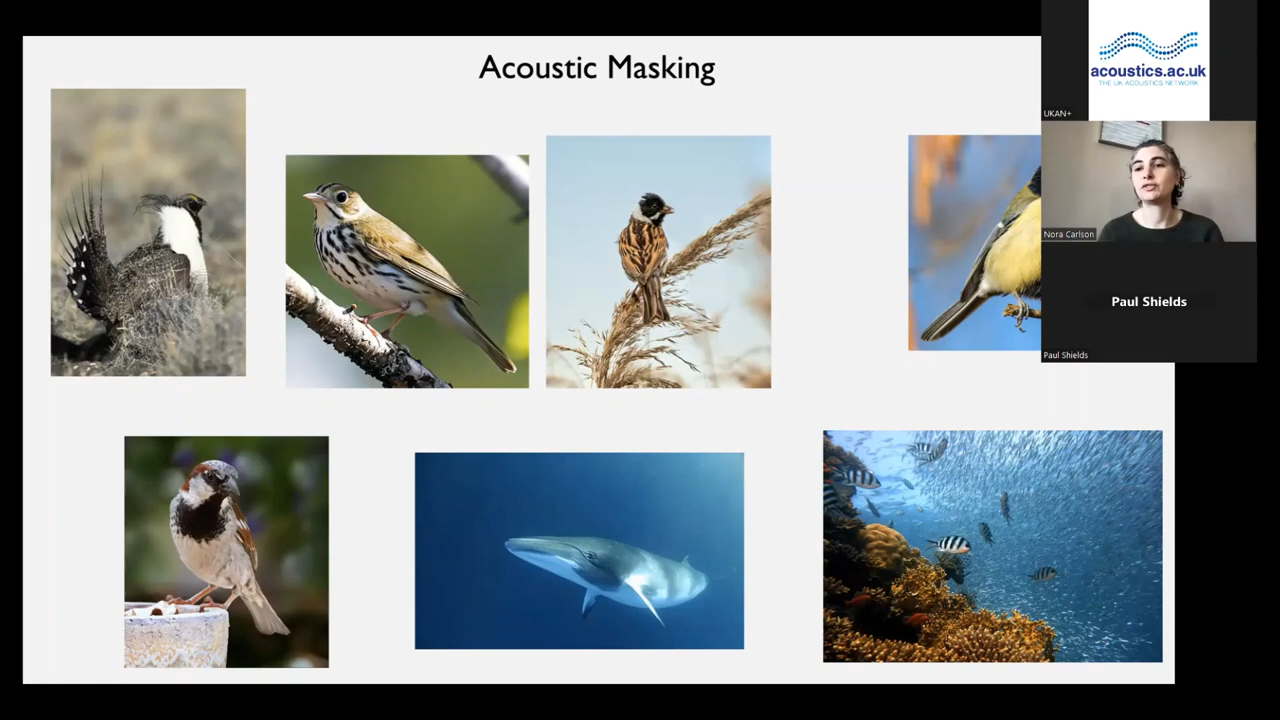 Acoustic Masking
acoustics.ac.uk
THE UK ACOUSTICS NETWORK
UKAN+
Nora Carlson
Paul Shields
Paul Shields